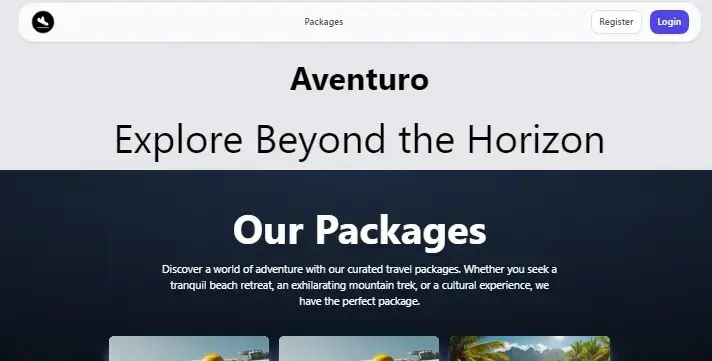 Packages
Register
Login
Aventuro
Explore Beyond the Horizon
Our Packages
Discover a world of adventure with our curated travel packages. Whether you seek a
tranquil beach retreat, an exhilarating mountain trek, or a cultural experience, we
have the perfect package.